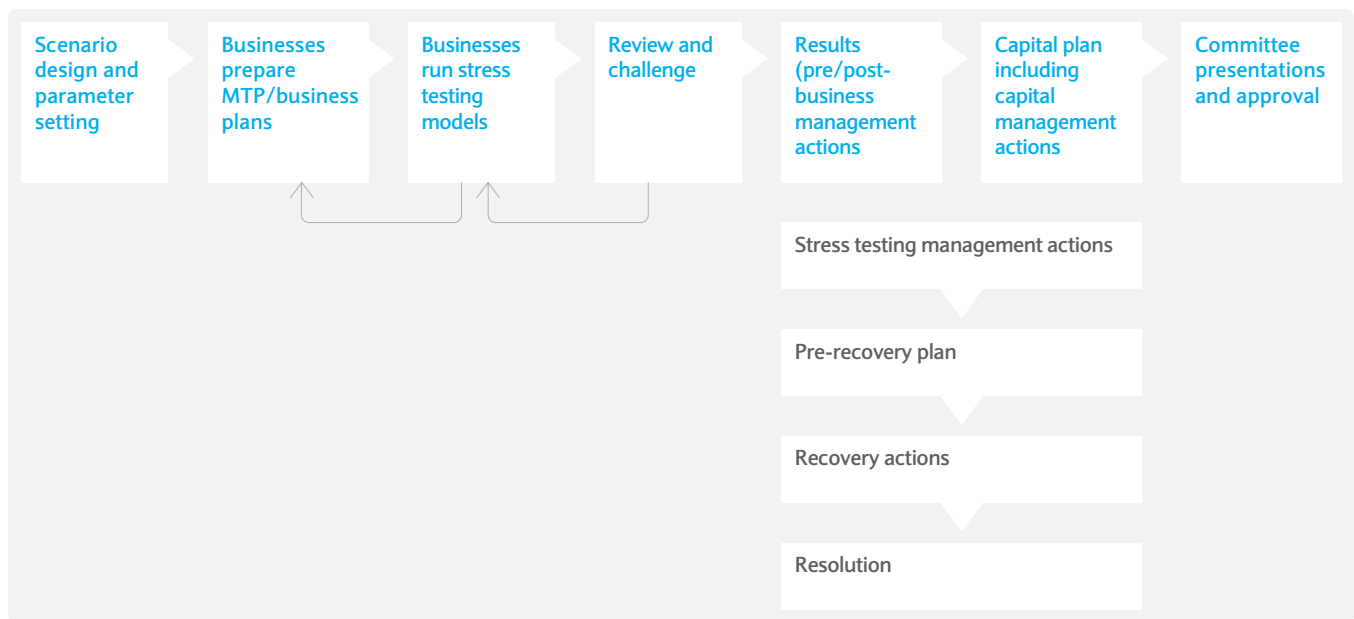 Scenario
design and
parameter
setting
Businesses
prepare
MTP/business
plans
Businesses
run stress
testing
models
Review and
challenge
Results
(pre/post-
business
management
actions
Capital plan
including
capital
management
actions
Committee
presentations
and approval
Stress testing management actions
Pre-recovery plan
Recovery actions
Resolution